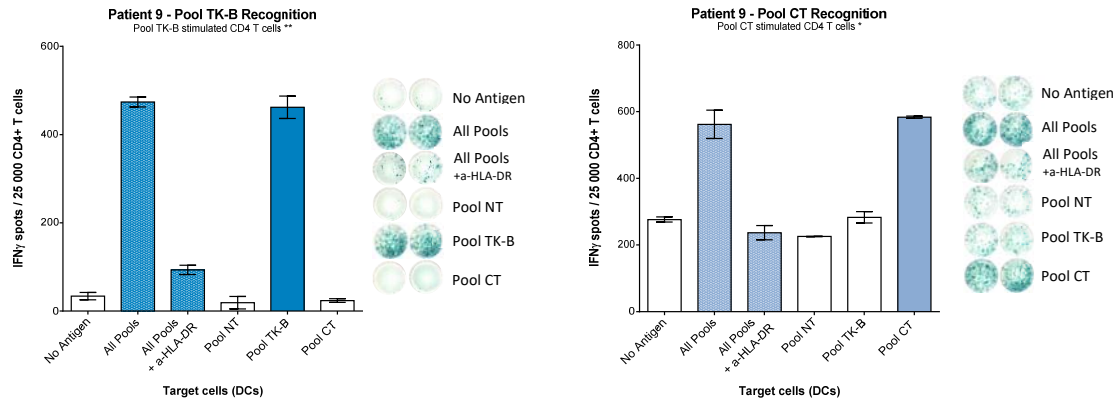 Patient 9 - Pool TK-B Recognition
Pool TK-B stimulated CD4 T cells **
IFNγ spots / 25 000 CD4+ T cells
600
400
200
0
No Antigen
All Pools
All Pools
+ a-HLA-DR
Pool NT
Pool TK-B
Pool CT
Target cells (DCs)
No Antigen
All Pools
All Pools
+a-HLA-DR
Pool NT
Pool TK-B
Pool CT
Patient 9 - Pool CT Recognition
Pool CT stimulated CD4 T cells *
IFNγ spots / 25 000 CD4+ T cells
800
600
400
200
0
No Antigen
All Pools
All Pools
+ a-HLA-DR
Pool NT
Pool TK-B
Pool CT
Target cells (DCs)
No Antigen
All Pools
All Pools
+a-HLA-DR
Pool NT
Pool TK-B
Pool CT